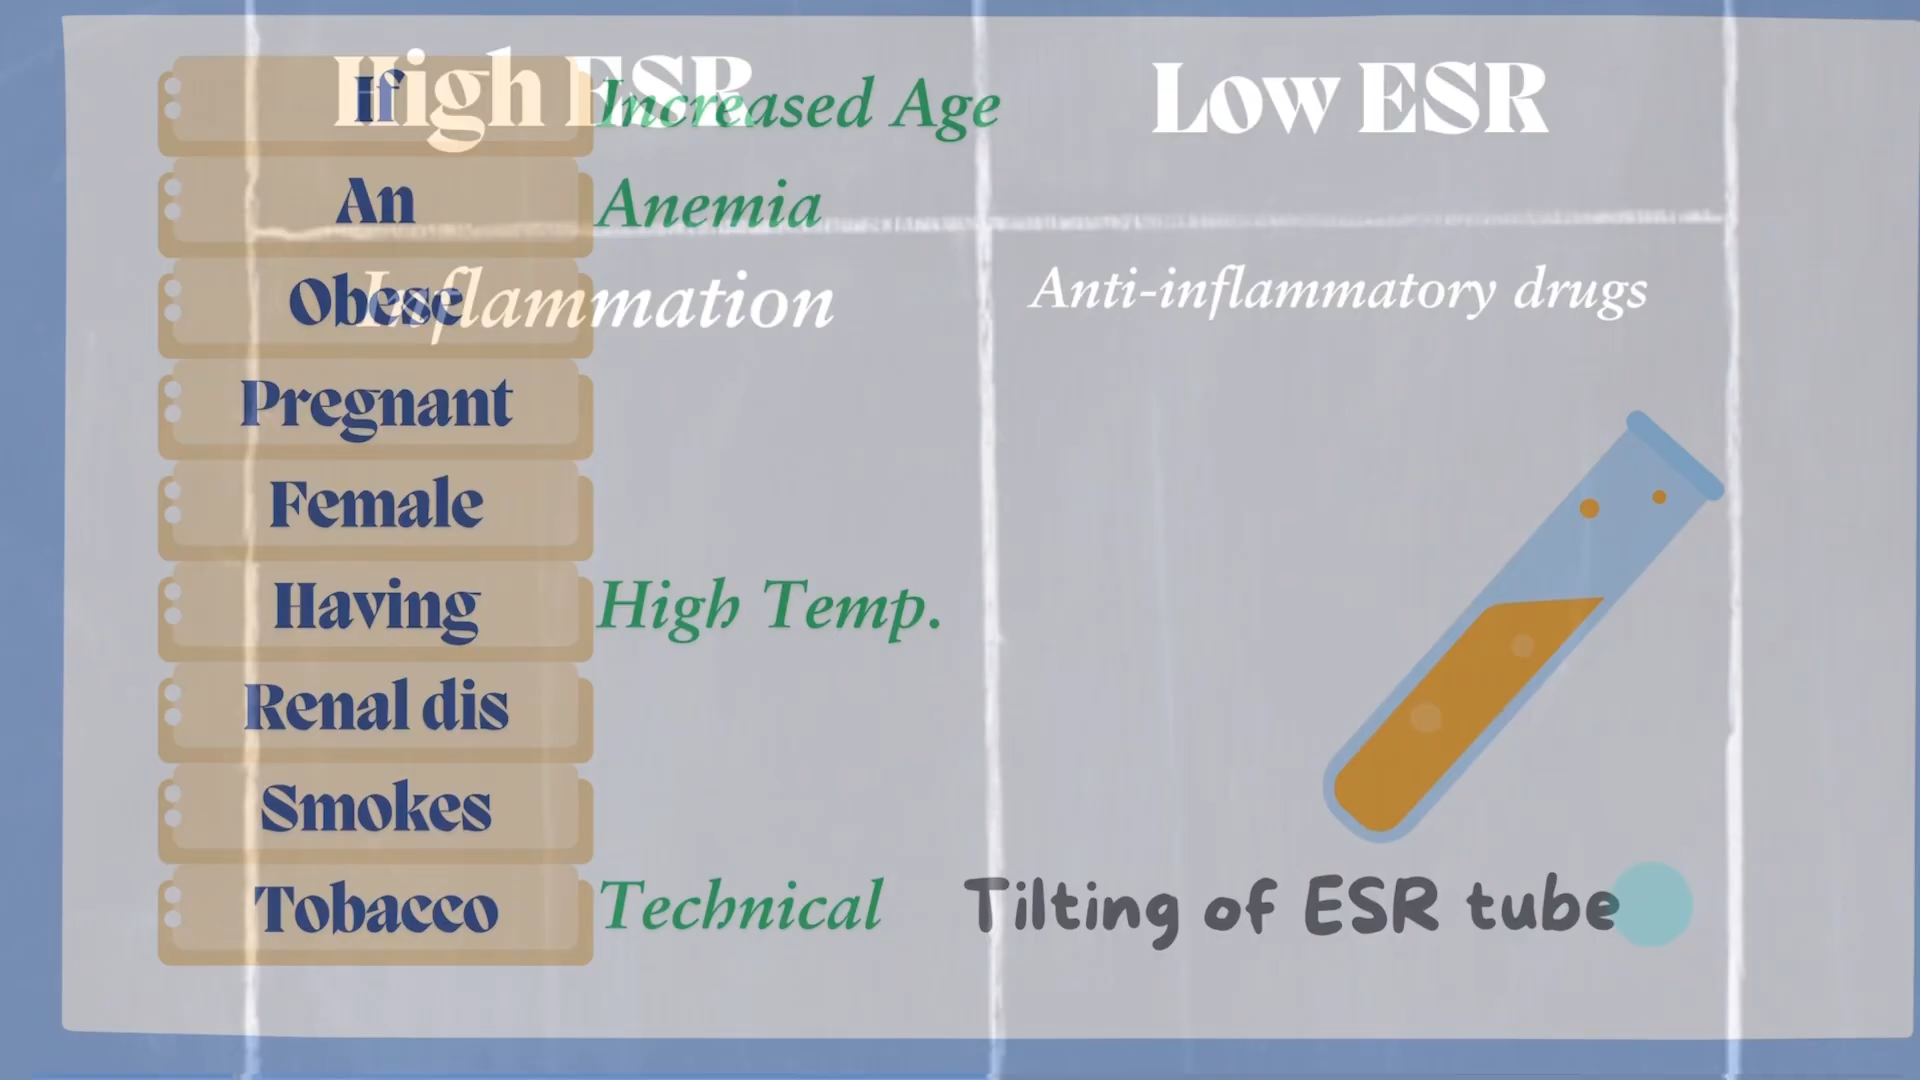 High ESR
Low ESR
Inflammation
Anti-inflammatory drugs
If Increased Age
An Anemia
Obese
Pregnant
Female
Having High Temp.
Renal dis
Smokes
Tobacco Technical Tilting of ESR tube